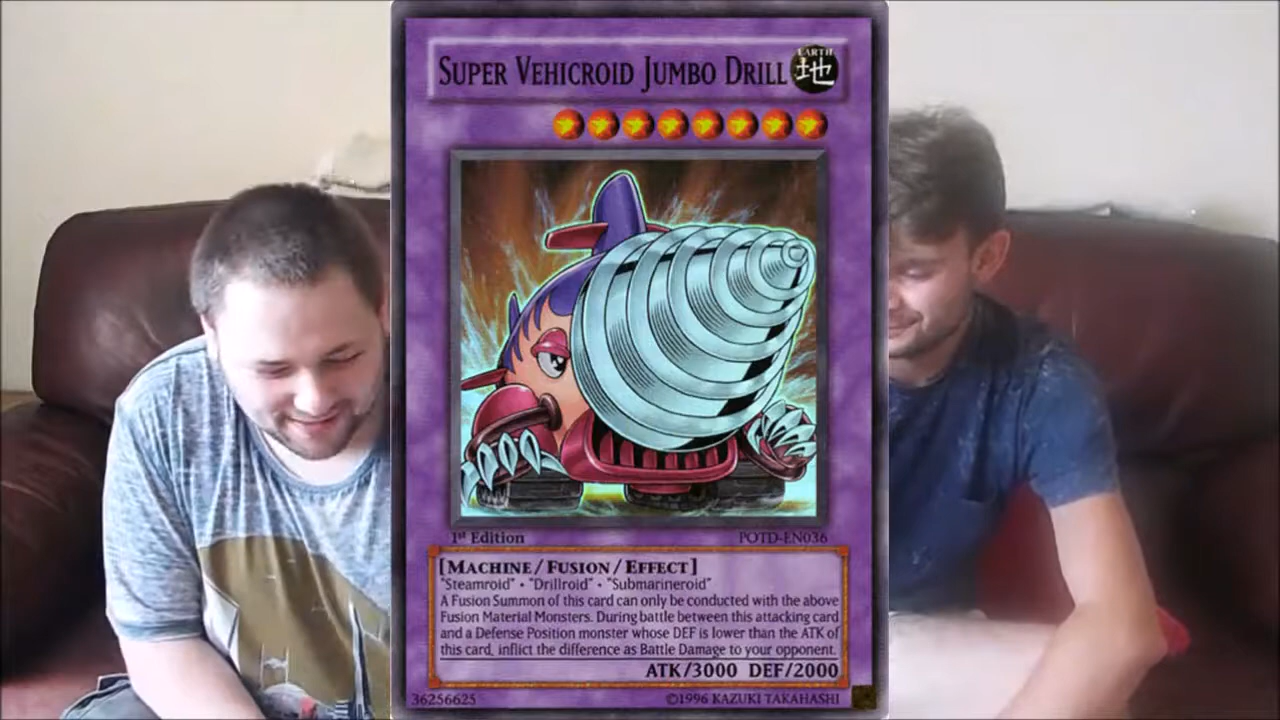 SUPER VEHICROID JUMBO DRILL
EARTH
地
1st Edition
POTD-EN036
[MACHINE/FUSION/EFFECT]
"Steamroid" • "Drillroid" • "Submarineroid"
A Fusion Summon of this card can only be conducted with the above
Fusion Material Monsters. During battle between this attacking card
and a Defense Position monster whose DEF is lower than the ATK of
this card, inflict the difference as Battle Damage to your opponent.
ATK/3000 DEF/2000
36256625
©1996 KAZUKI TAKAHASHI